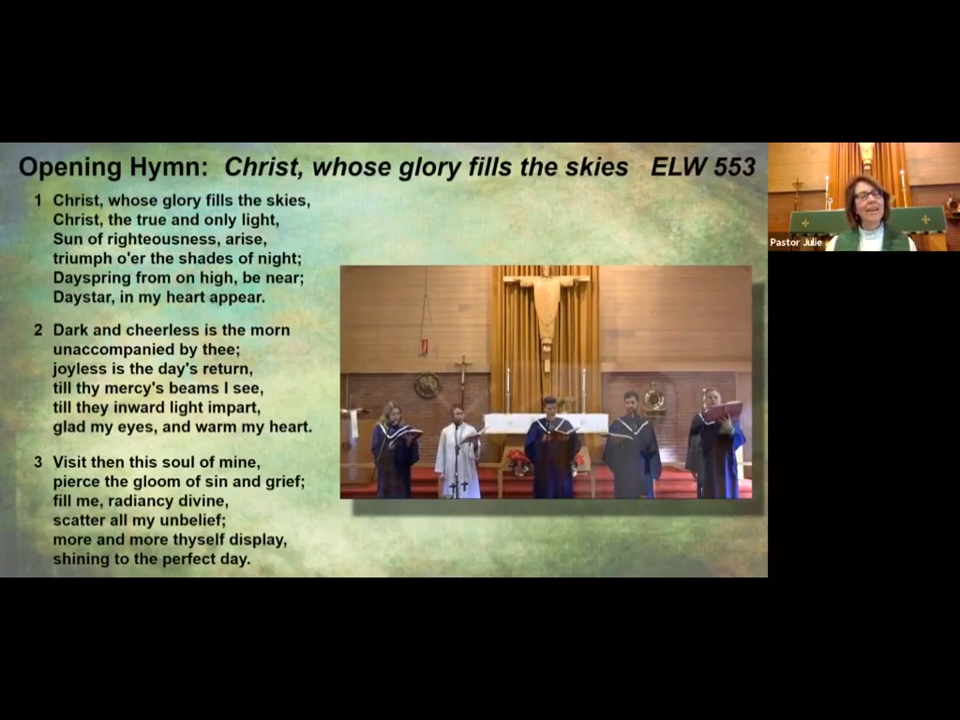 Opening Hymn: Christ, whose glory fills the skies ELW 553
1 Christ, whose glory fills the skies,
Christ, the true and only light,
Sun of righteousness, arise,
triumph o'er the shades of night;
Dayspring from on high, be near;
Daystar, in my heart appear.
2 Dark and cheerless is the morn
unaccompanied by thee;
joyless is the day's return,
till thy mercy's beams I see,
till they inward light impart,
glad my eyes, and warm my heart.
3 Visit then this soul of mine,
pierce the gloom of sin and grief;
fill me, radiancy divine,
scatter all my unbelief;
more and more thyself display,
shining to the perfect day.
Pastor Julie